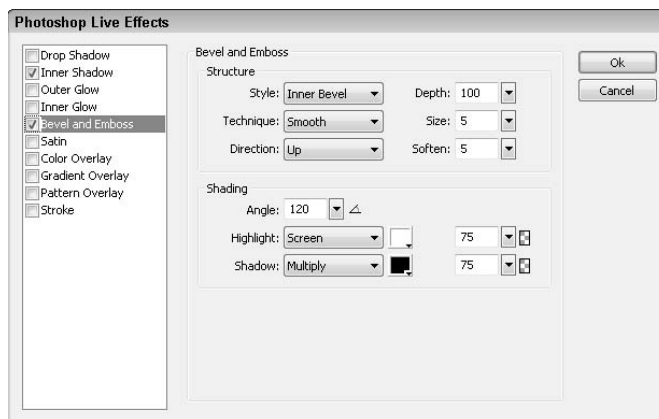 Photoshop Live Effects
Drop Shadow
Inner Shadow
Outer Glow
Inner Glow
Bevel and Emboss
Satin
Color Overlay
Gradient Overlay
Pattern Overlay
Stroke
Bevel and Emboss
Structure
Style: Inner Bevel Depth: 100
Technique: Smooth Size: 5
Direction: Up Soften: 5
Shading
Angle: 120
Highlight: Screen 75
Shadow: Multiply 75
Ok
Cancel